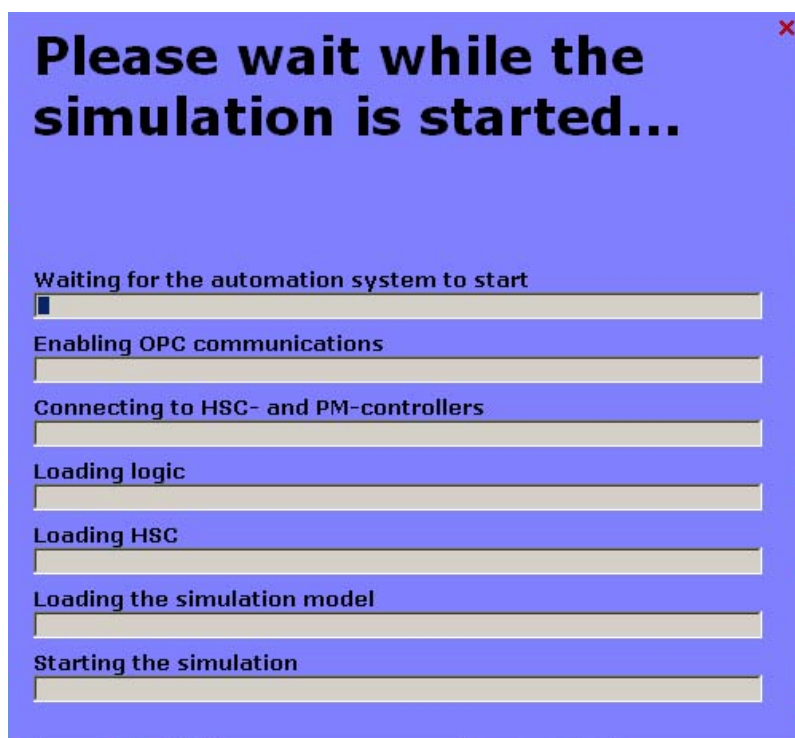 Please wait while the
simulation is started...
Waiting for the automation system to start
Enabling OPC communications
Connecting to HSC- and PM-controllers
Loading logic
Loading HSC
Loading the simulation model
Starting the simulation